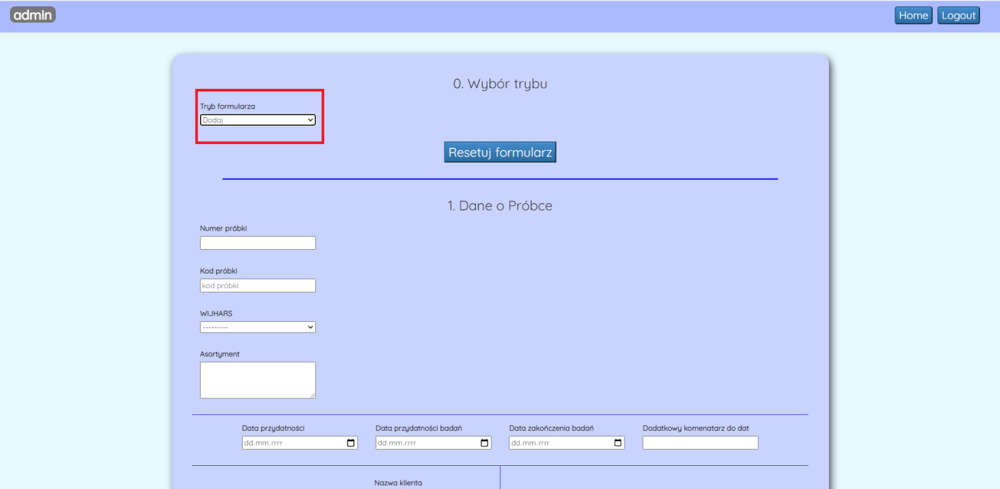 admin
Home Logout
0. Wybór trybu
Tryb formularza
Dodaj
Resetuj formularz
1. Dane o Próbce
Numer próbki
Kod próbki
kod próbki
WIJHARS
---------
Asortyment
Data przydatności Data przydatności badań Data zakończenia badań Dodatkowy komenatarz do dat
dd.mm.rrrr dd.mm.rrrr dd.mm.rrrr
Nazwa klienta